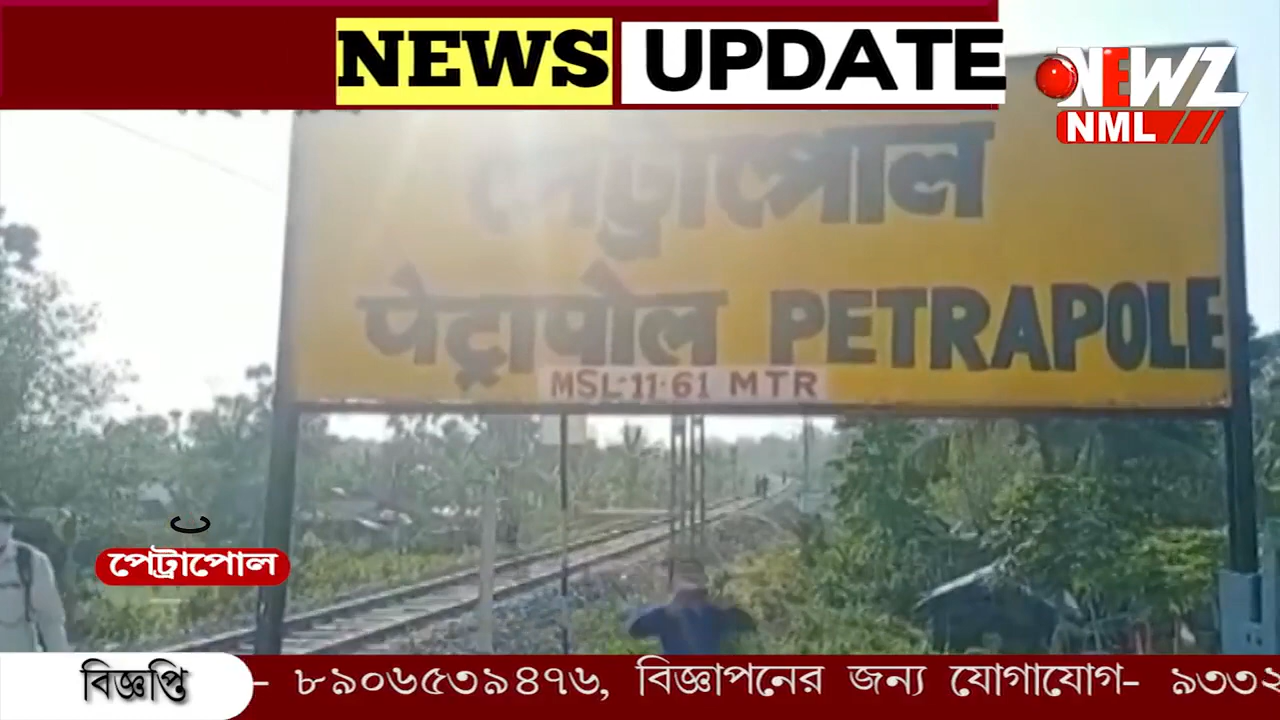 NEWS UPDATE
NEWZ
NML
পেট্রাপোল
पेट्रापोल PETRAPOLE
MSL-11-61 MTR
পেট্রাপোল
বিজ্ঞপ্তি - ৮৯০৬৫৩৯৪৭৬, বিজ্ঞাপনের জন্য যোগাযোগ- ৯৩৩২